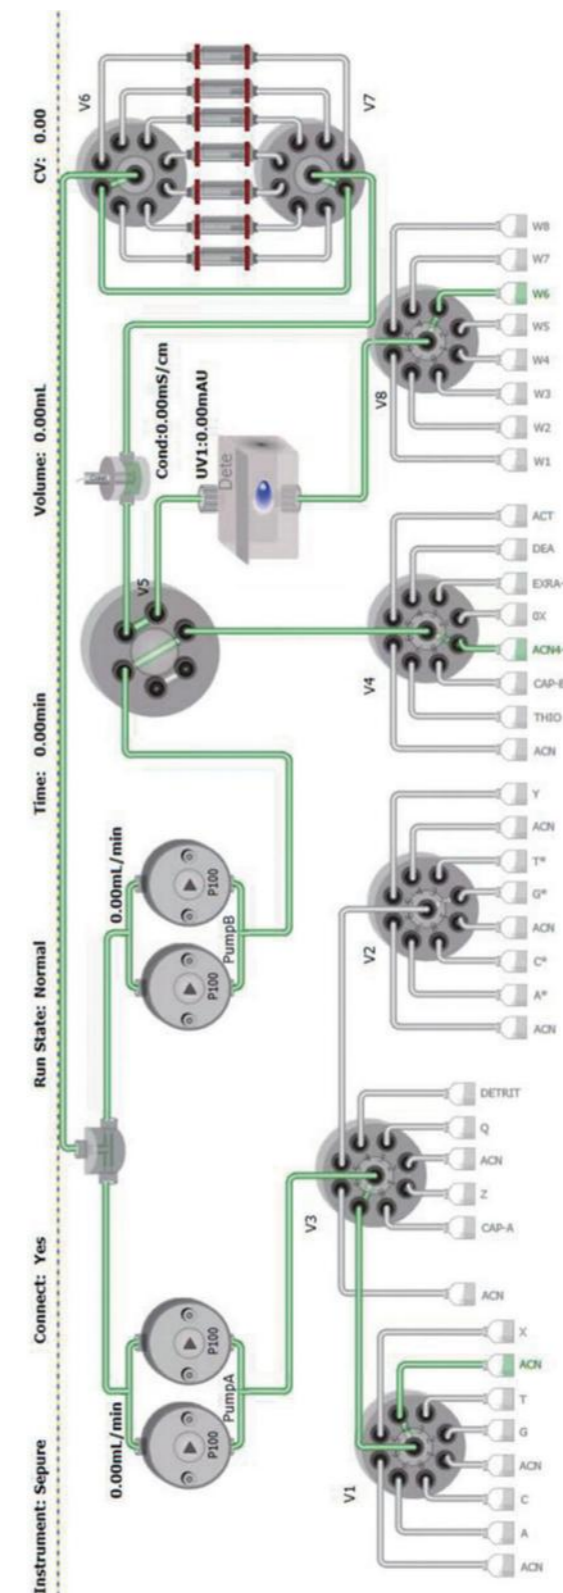 Instrument: Sepure
Connect: Yes
Run State: Normal
Time: 0.00min
Volume: 0.00mL
CV: 0.00
V6
V7
V8
W8
W7
W6
W5
W4
W3
W2
W1
Cond:0.00mS/cm
UV1:0.00mAU
Dete
V5
V4
ACT
DEA
EXRA-
0X
ACN4-
CAP-B
THIO
ACN
0.00mL/min
P100
P100
PumpB
V2
Y
ACN
T*
G*
ACN
C*
A*
ACN
V3
DETRIT
Q
ACN
Z
CAP-A
ACN
0.00mL/min
P100
P100
PumpA
V1
X
ACN
T
G
ACN
C
A
ACN